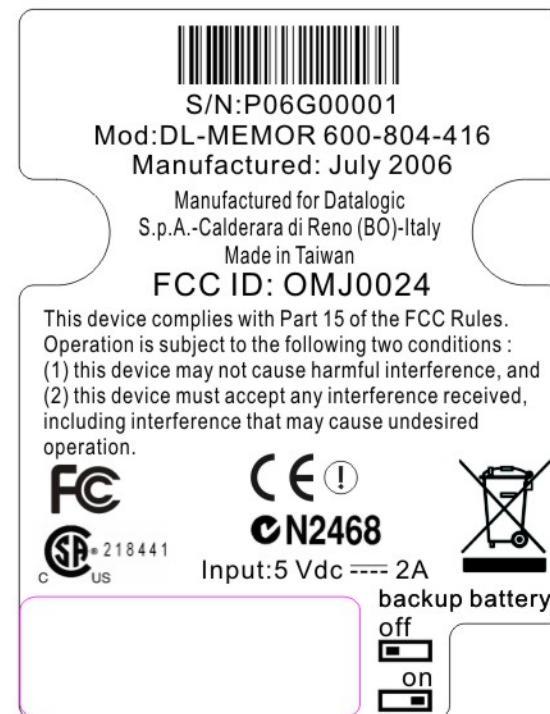 S/N:P06G00001
Mod:DL-MEMOR 600-804-416
Manufactured: July 2006
Manufactured for Datalogic
S.p.A.-Calderara di Reno (BO)-Italy
Made in Taiwan
FCC ID: OMJ0024
This device complies with Part 15 of the FCC Rules.
Operation is subject to the following two conditions :
(1) this device may not cause harmful interference, and
(2) this device must accept any interference received,
including interference that may cause undesired
operation.
FC
CE !
N2468
C SA ® 218441 US
Input:5 Vdc 2A
backup battery
off
on